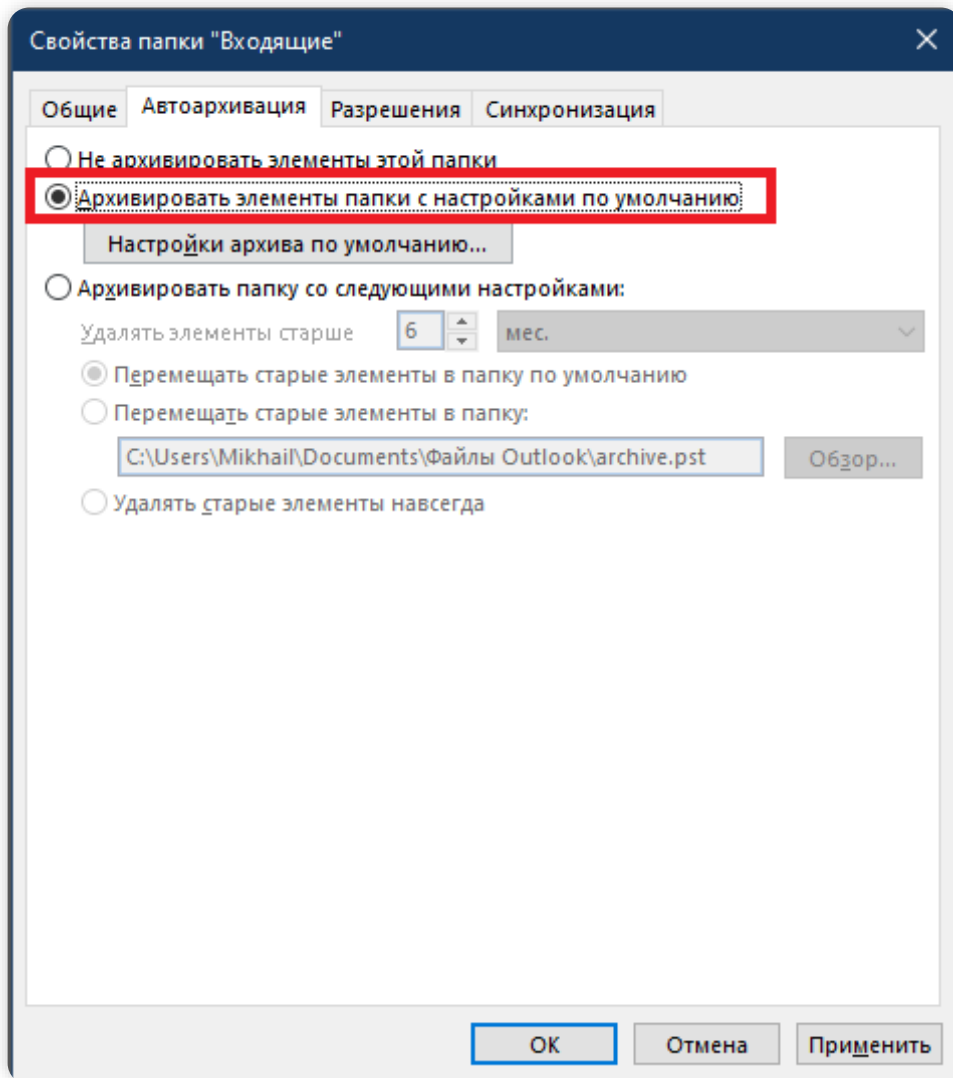 Свойства папки "Входящие"
Общие Автоархивация Разрешения Синхронизация
Не архивировать элементы этой папки
Архивировать элементы папки с настройками по умолчанию
Настройки архива по умолчанию...
Архивировать папку со следующими настройками:
Удалять элементы старше 6 мес.
Перемещать старые элементы в папку по умолчанию
Перемещать старые элементы в папку:
C:\Users\Mikhail\Documents\Файлы Outlook\archive.pst Обзор...
Удалять старые элементы навсегда
ОК Отмена Применить